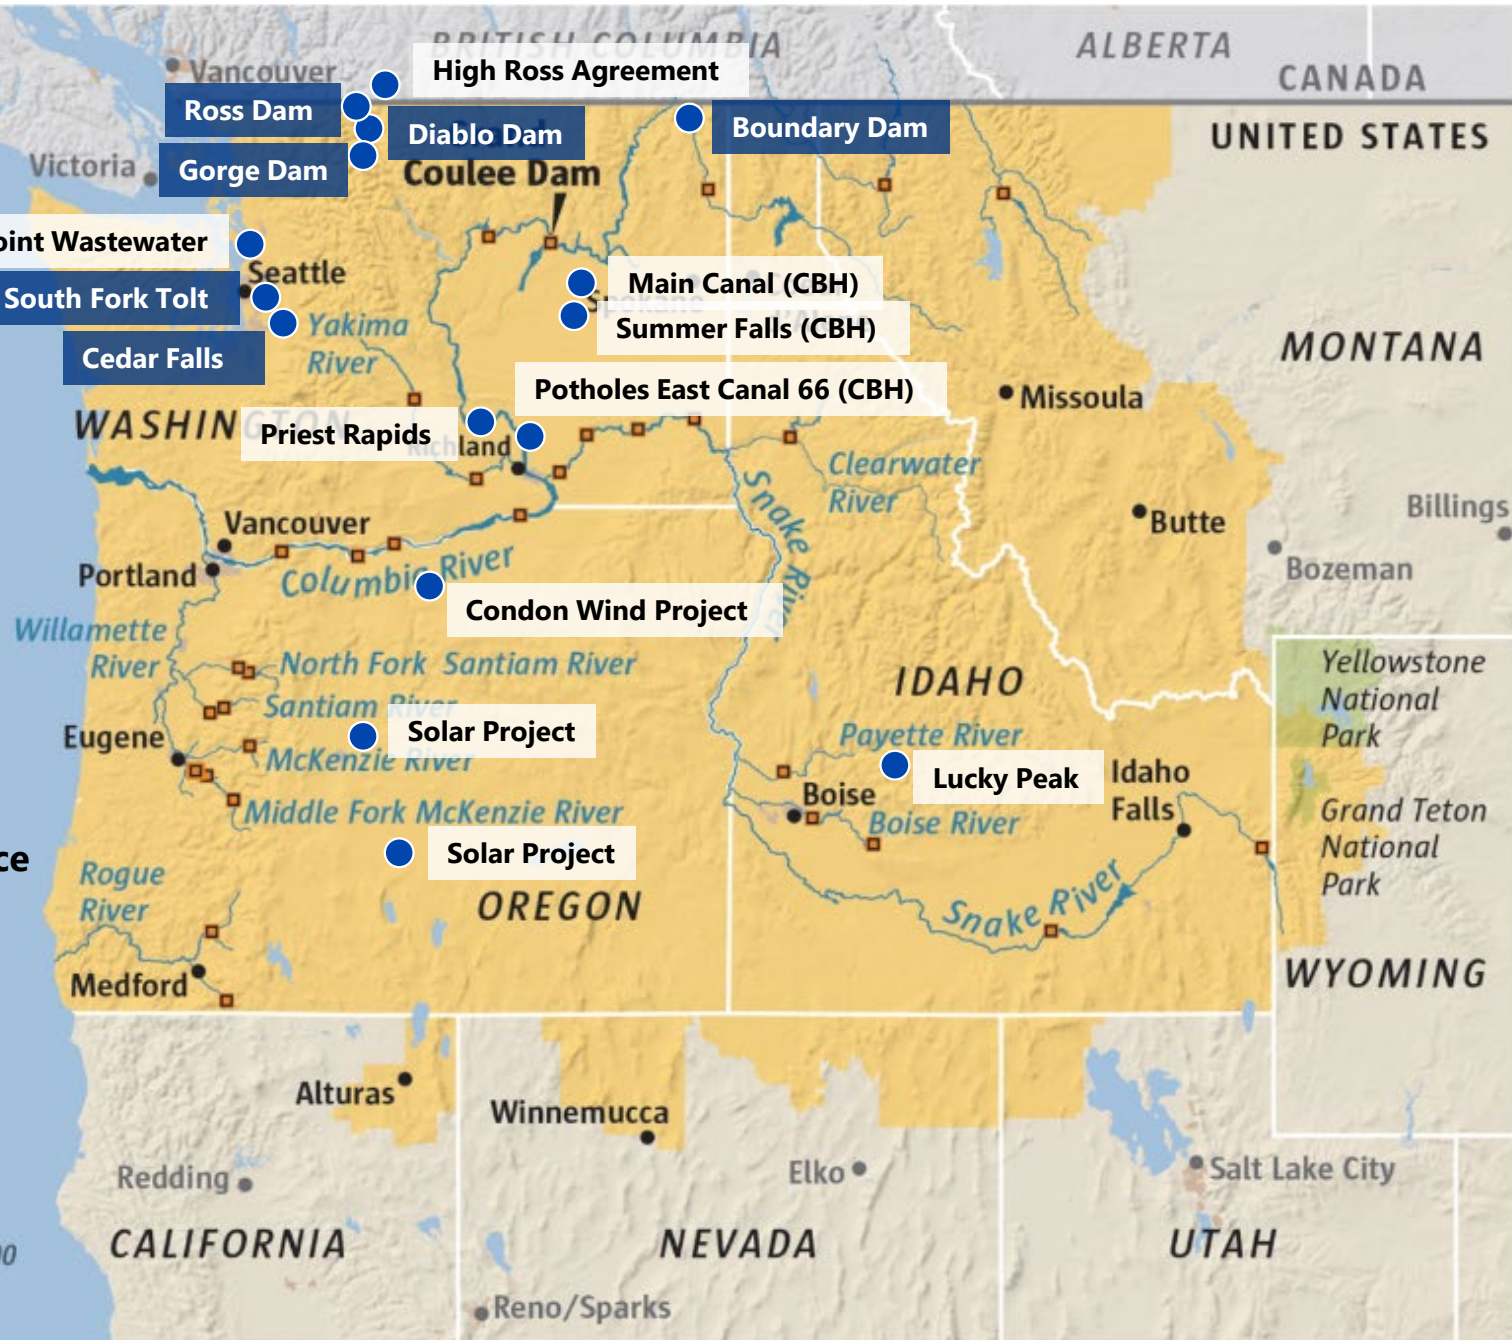 BRITISH COLUMBIA
ALBERTA
CANADA
UNITED STATES
Vancouver
High Ross Agreement
Ross Dam
Diablo Dam
Boundary Dam
Victoria
Gorge Dam
Coulee Dam
oint Wastewater
Seattle
South Fork Tolt
Cedar Falls
Yakima
River
Main Canal (CBH)
Spokane
Summer Falls (CBH)
MONTANA
Potholes East Canal 66 (CBH)
Missoula
WASHINGTON
Priest Rapids
Richland
Clearwater
River
Snake River
Butte
Billings
Bozeman
Vancouver
Portland
Columbia River
Condon Wind Project
Willamette
River
North Fork Santiam River
Santiam River
IDAHO
Yellowstone
National
Park
Eugene
Solar Project
McKenzie River
Payette River
Lucky Peak
Idaho
Falls
Boise
Boise River
Middle Fork McKenzie River
Grand Teton
National
Park
ce
Solar Project
Rogue
River
OREGON
Snake River
Medford
WYOMING
Alturas
Winnemucca
Redding
Elko
Salt Lake City
CALIFORNIA
NEVADA
UTAH
00
Reno/Sparks